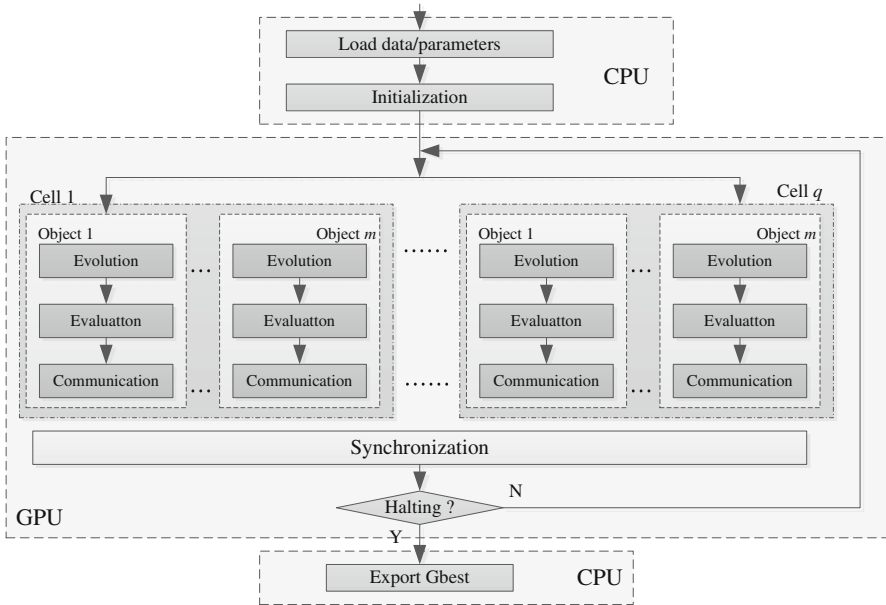 Load data/parameters
CPU
Initialization
Cell 1
Cell q
Object 1
Object m
Object 1
Object m
Evolution
Evolution
Evolution
Evolution
...
......
...
Evaluatton
Evaluatton
Evaluatton
Evaluatton
Communication
Communication
Communication
Communication
...
......
...
Synchronization
Halting ?
N
GPU
Y
Export Gbest
CPU